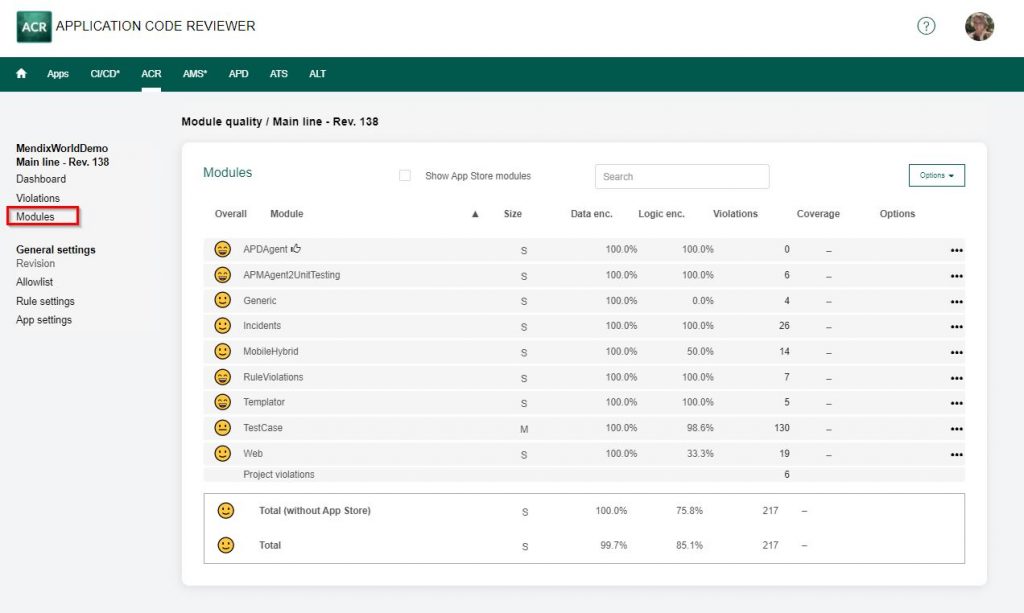 ACR APPLICATION CODE REVIEWER ?
Apps CI/CD* ACR AMS* APD ATS ALT
Module quality / Main line - Rev. 138
MendixWorldDemo
Main line - Rev. 138
Dashboard
Violations
Modules
General settings
Revision
Allowlist
Rule settings
App settings
Modules Show App Store modules Search Options
Overall Module ▲ Size Data enc. Logic enc. Violations Coverage Options
APDAgent S 100.0% 100.0% 0 – •••
APMAgent2UnitTesting S 100.0% 100.0% 6 – •••
Generic S 100.0% 0.0% 4 – •••
Incidents S 100.0% 100.0% 26 – •••
MobileHybrid S 100.0% 50.0% 14 – •••
RuleViolations S 100.0% 100.0% 7 – •••
Templator S 100.0% 100.0% 5 – •••
TestCase M 100.0% 98.6% 130 – •••
Web S 100.0% 33.3% 19 – •••
Project violations 6
Total (without App Store) S 100.0% 75.8% 217 –
Total S 99.7% 85.1% 217 –